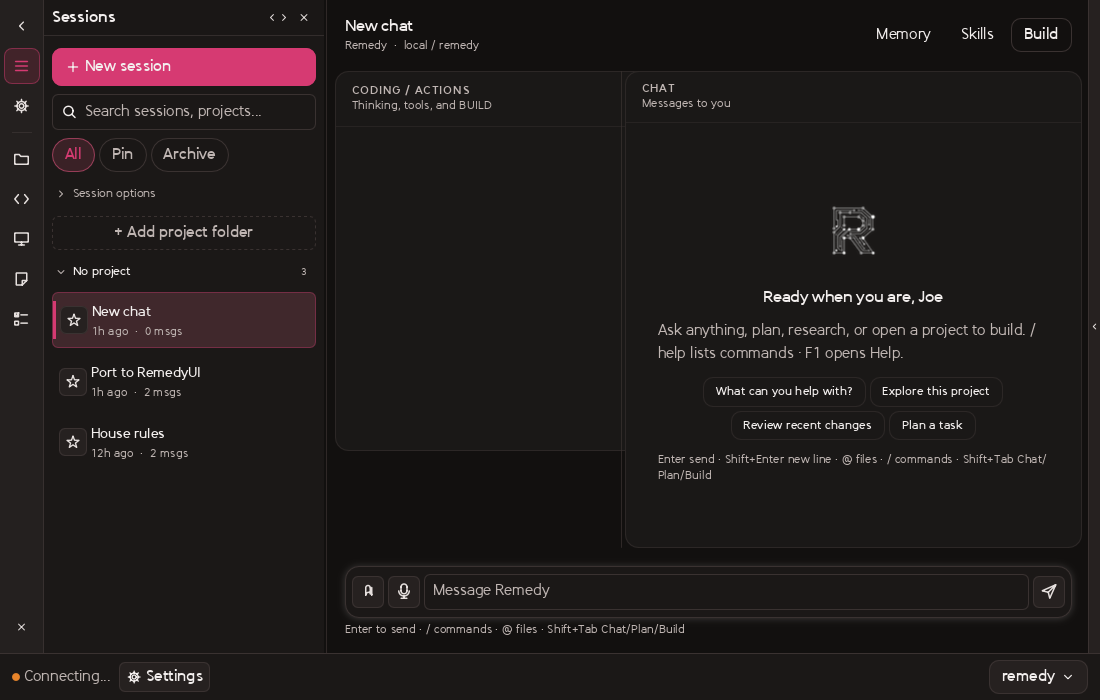 Sessions
New session
Search sessions, projects...
All
Pin
Archive
Session options
+ Add project folder
No project
3
New chat
1h ago · 0 msgs
Port to RemedyUI
1h ago · 2 msgs
House rules
12h ago · 2 msgs
New chat
Remedy · local / remedy
Memory
Skills
Build
CODING / ACTIONS
Thinking, tools, and BUILD
CHAT
Messages to you
R
Ready when you are, Joe
Ask anything, plan, research, or open a project to build. /
help lists commands · F1 opens Help.
What can you help with?
Explore this project
Review recent changes
Plan a task
Enter send · Shift+Enter new line · @ files · / commands · Shift+Tab Chat/
Plan/Build
Message Remedy
Enter to send · / commands · @ files · Shift+Tab Chat/Plan/Build
Connecting...
Settings
remedy